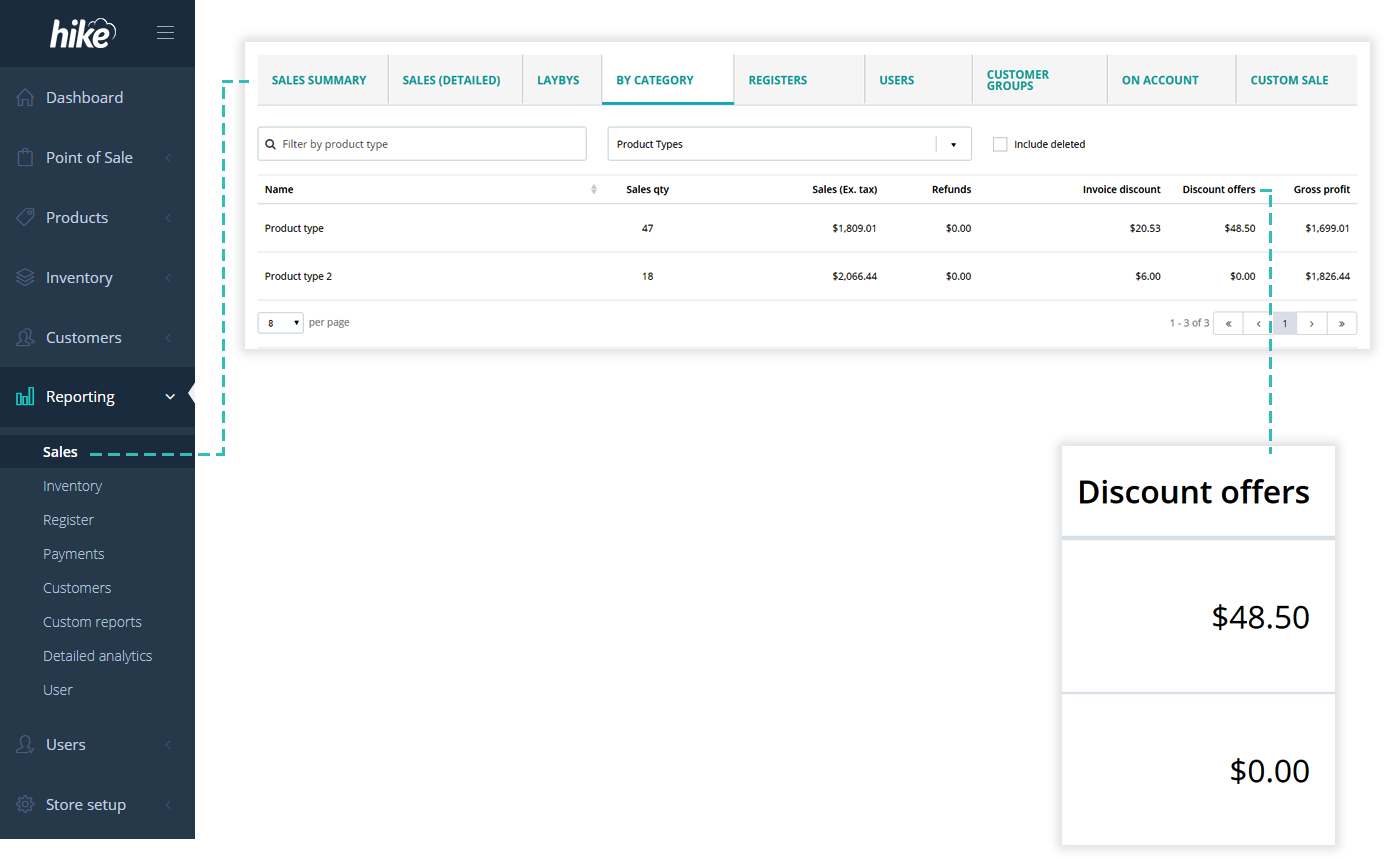 hike
Dashboard
Point of Sale
Products
Inventory
Customers
Reporting
Sales
Inventory
Register
Payments
Customers
Custom reports
Detailed analytics
User
Users
Store setup
SALES SUMMARY SALES (DETAILED) LAYBYS BY CATEGORY REGISTERS USERS CUSTOMER GROUPS ON ACCOUNT CUSTOM SALE
Filter by product type Product Types Include deleted
Name Sales qty Sales (Ex. tax) Refunds Invoice discount Discount offers Gross profit
Product type 47 $1,809.01 $0.00 $20.53 $48.50 $1,699.01
Product type 2 18 $2,066.44 $0.00 $6.00 $0.00 $1,826.44
8 per page 1 - 3 of 3 « ‹ 1 › »
Discount offers
$48.50
$0.00